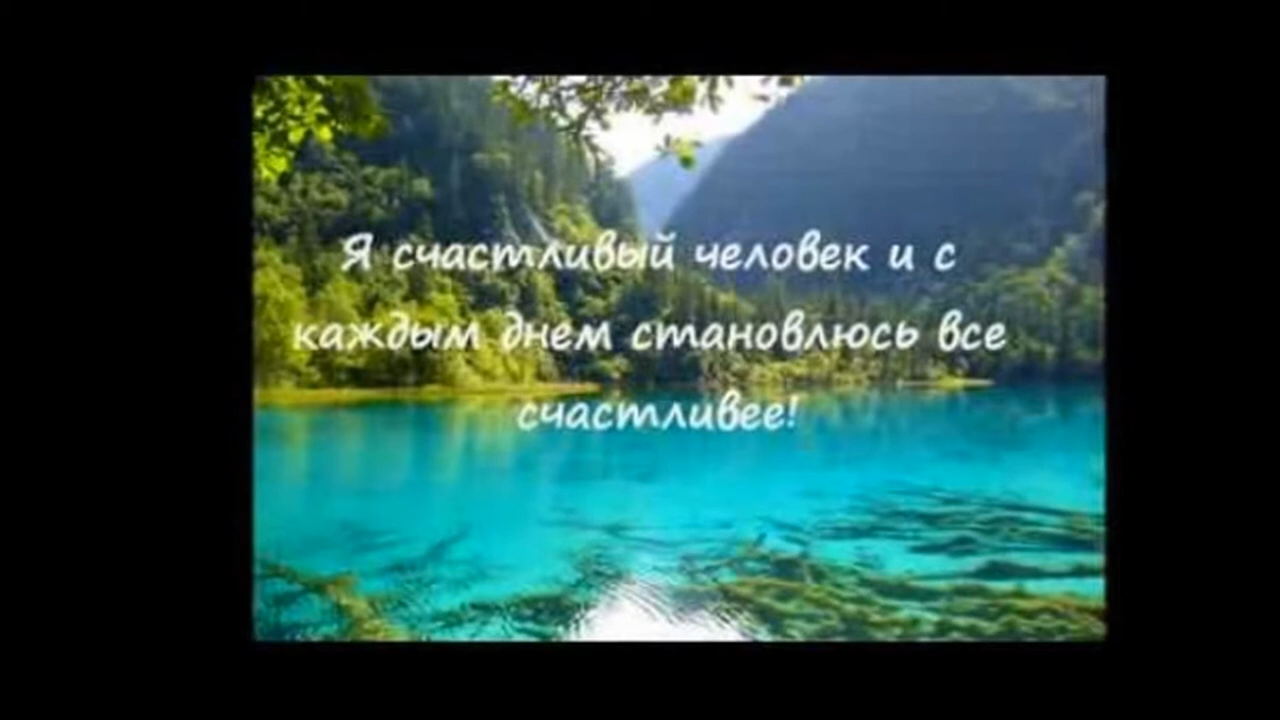 Я счастливый человек и с
каждым днем становлюсь все
счастливее!